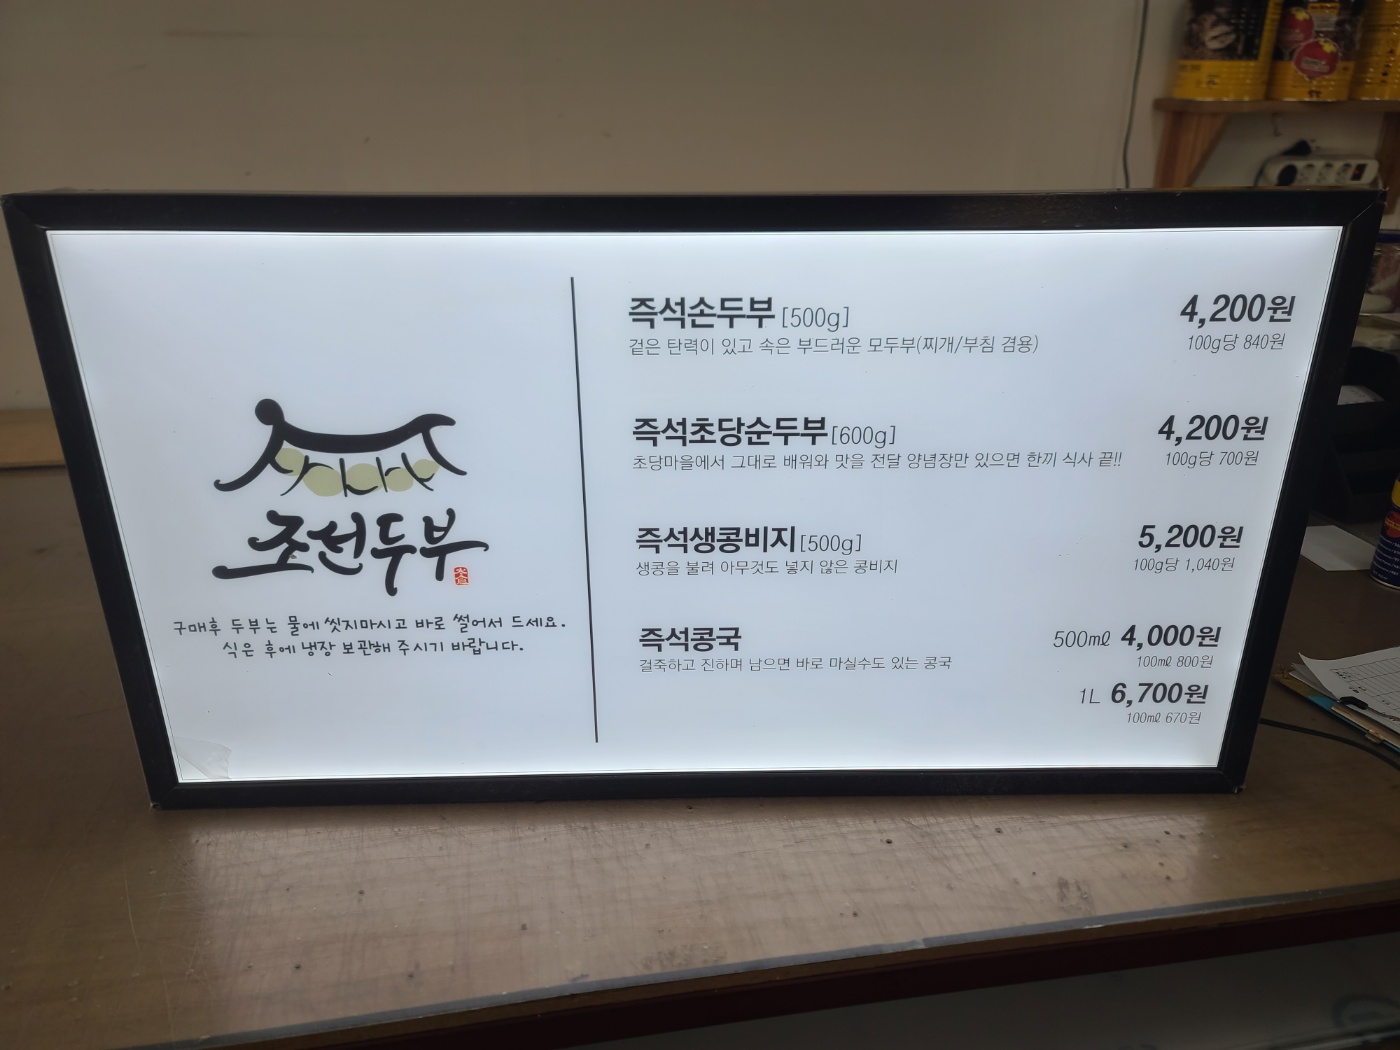 조선두부
구매후 두부는 물에 씻지마시고 바로 썰어서 드세요.
식은 후에 냉장 보관해 주시기 바랍니다.
즉석손두부 [500g] 4,200원
겉은 탄력이 있고 속은 부드러운 모두부(찌개/부침 겸용) 100g당 840원
즉석초당순두부 [600g] 4,200원
초당마을에서 그대로 배워와 맛을 전달 양념장만 있으면 한끼 식사 끝!! 100g당 700원
즉석생콩비지 [500g] 5,200원
생콩을 불려 아무것도 넣지 않은 콩비지 100g당 1,040원
즉석콩국 500㎖ 4,000원
걸죽하고 진하며 남으면 바로 마실수도 있는 콩국 100㎖ 800원
1L 6,700원
100㎖ 670원